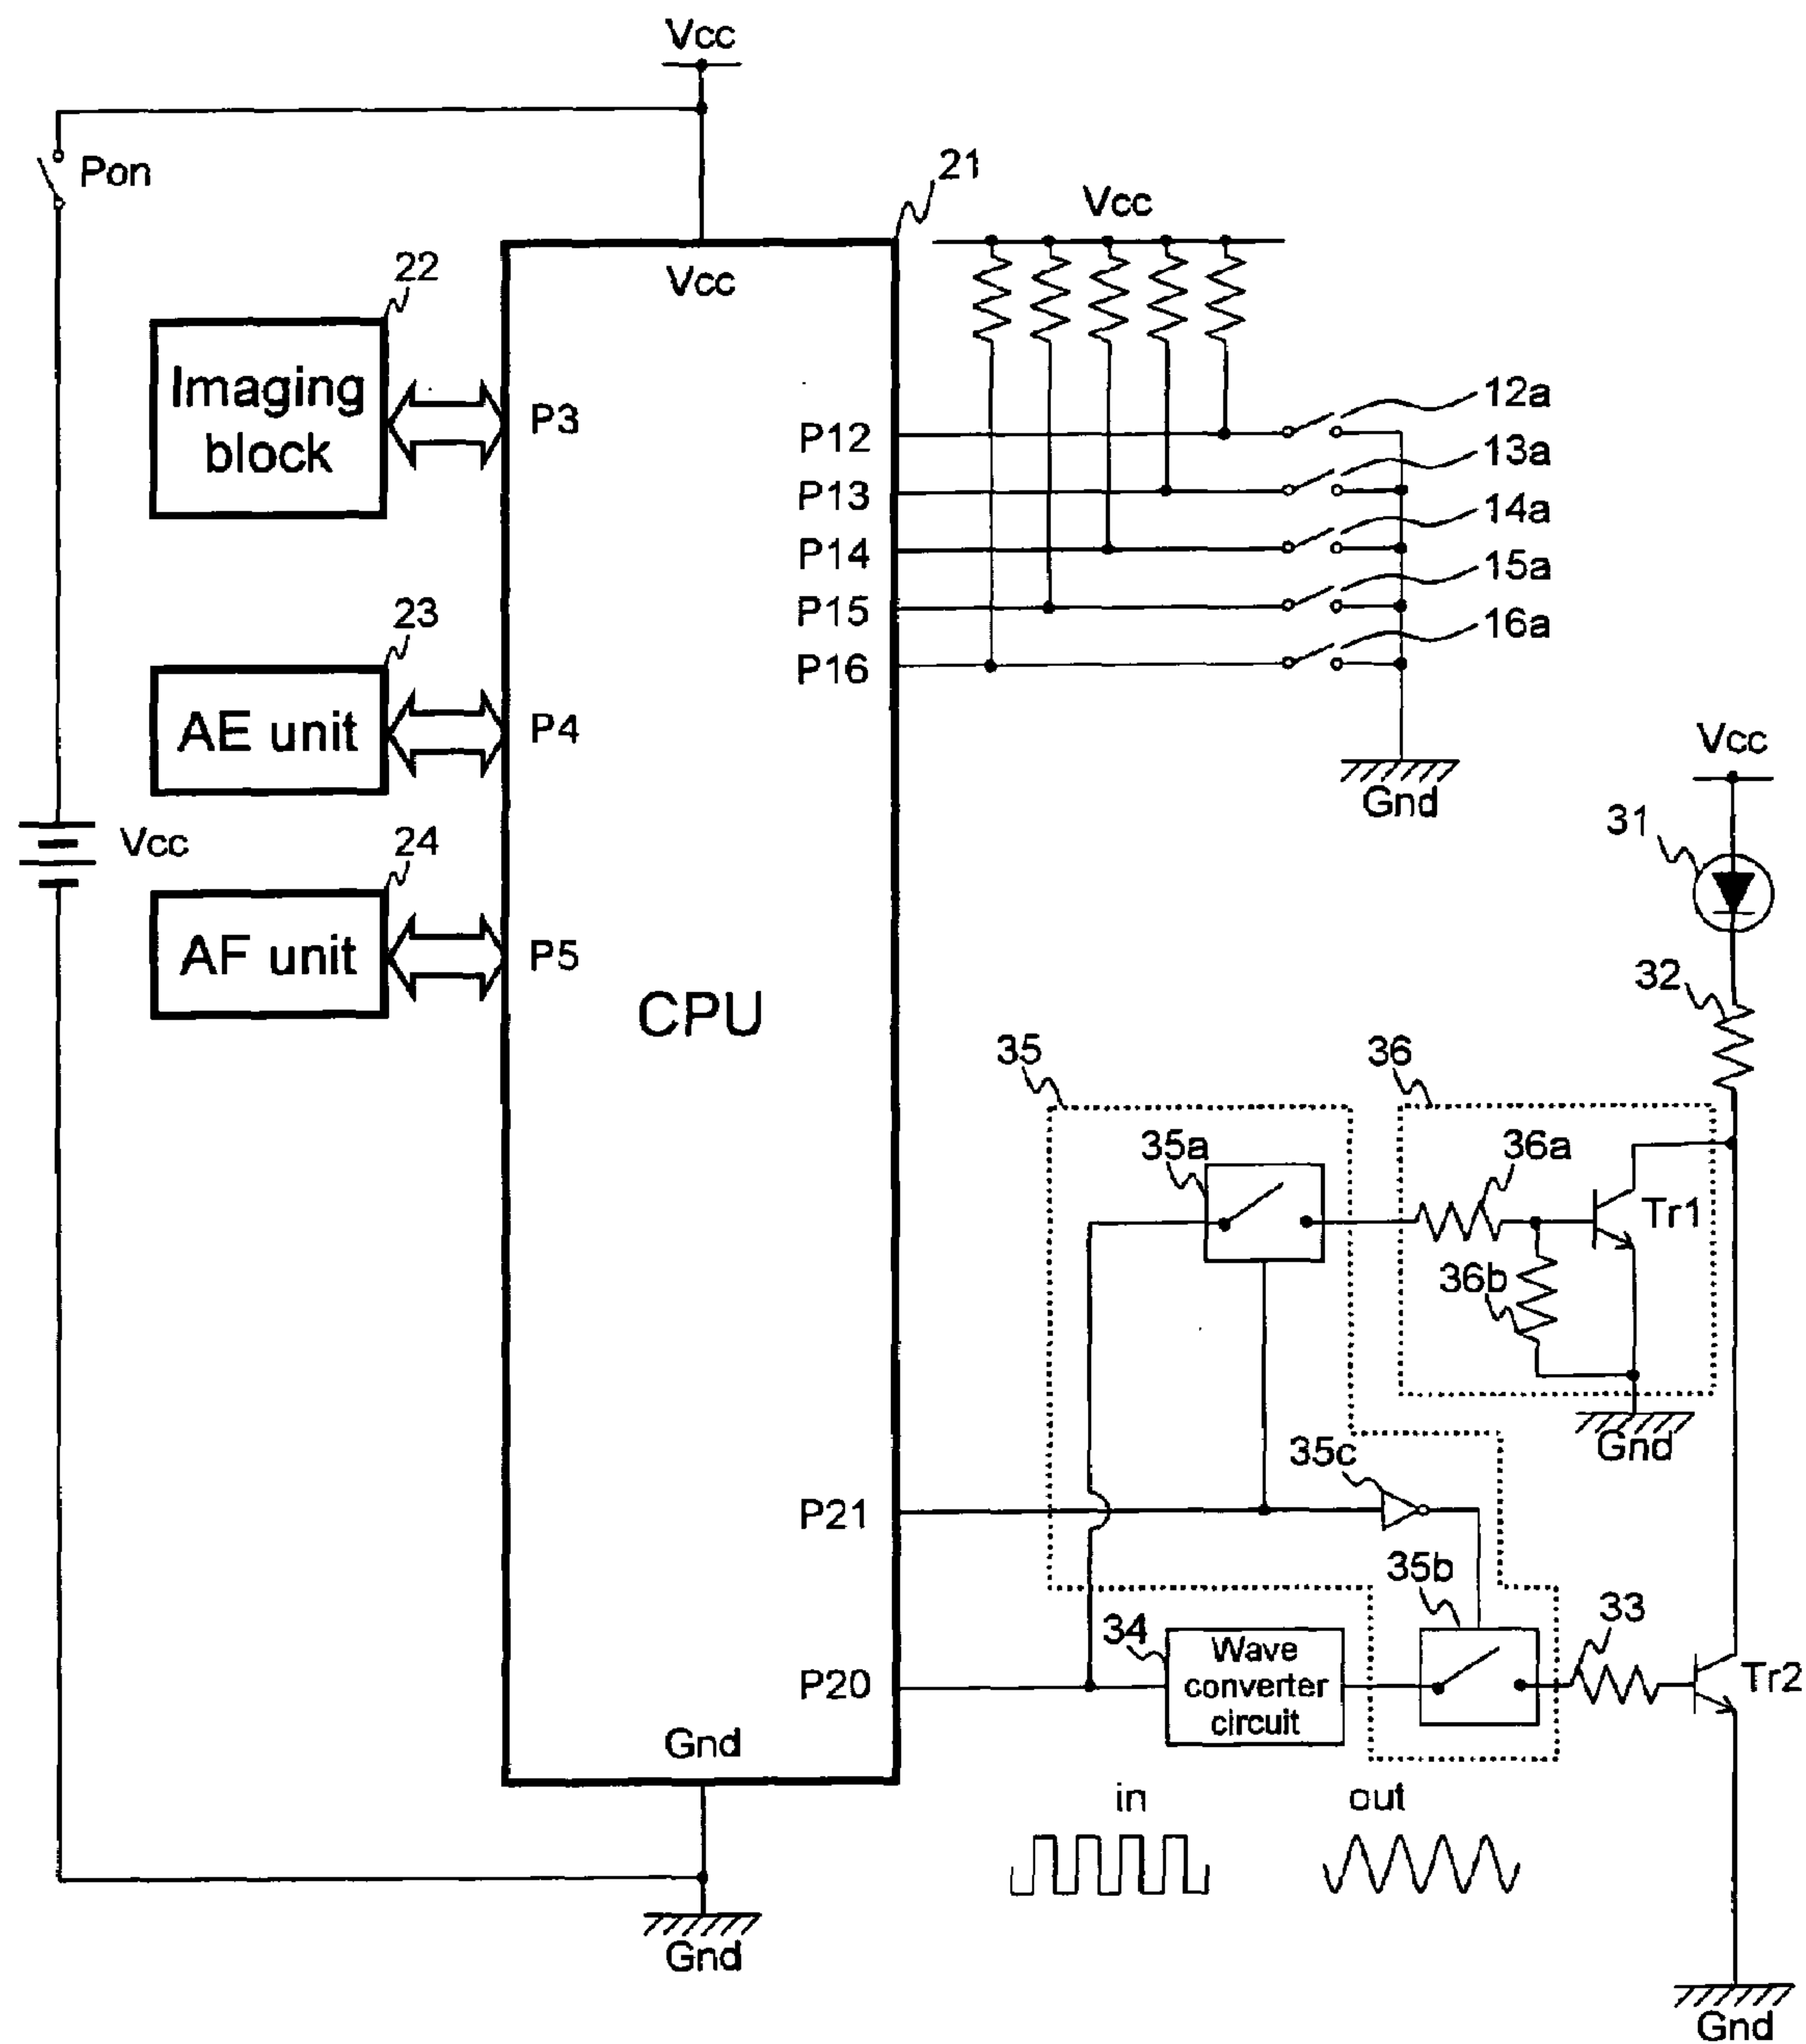 Vcc
Pon
21
Vcc
22
Vcc
Imaging
block
P3
12a
P12
13a
P13
14a
P14
15a
P15
16a
P16
23
AE unit
P4
Vcc
Gnd
31
Vcc
24
AF unit
P5
32
CPU
35
36
35a
36a
Tr1
36b
Gnd
35c
P21
35b
33
34
Wave
converter
circuit
P20
Tr2
Gnd
in
out
Gnd
Gnd